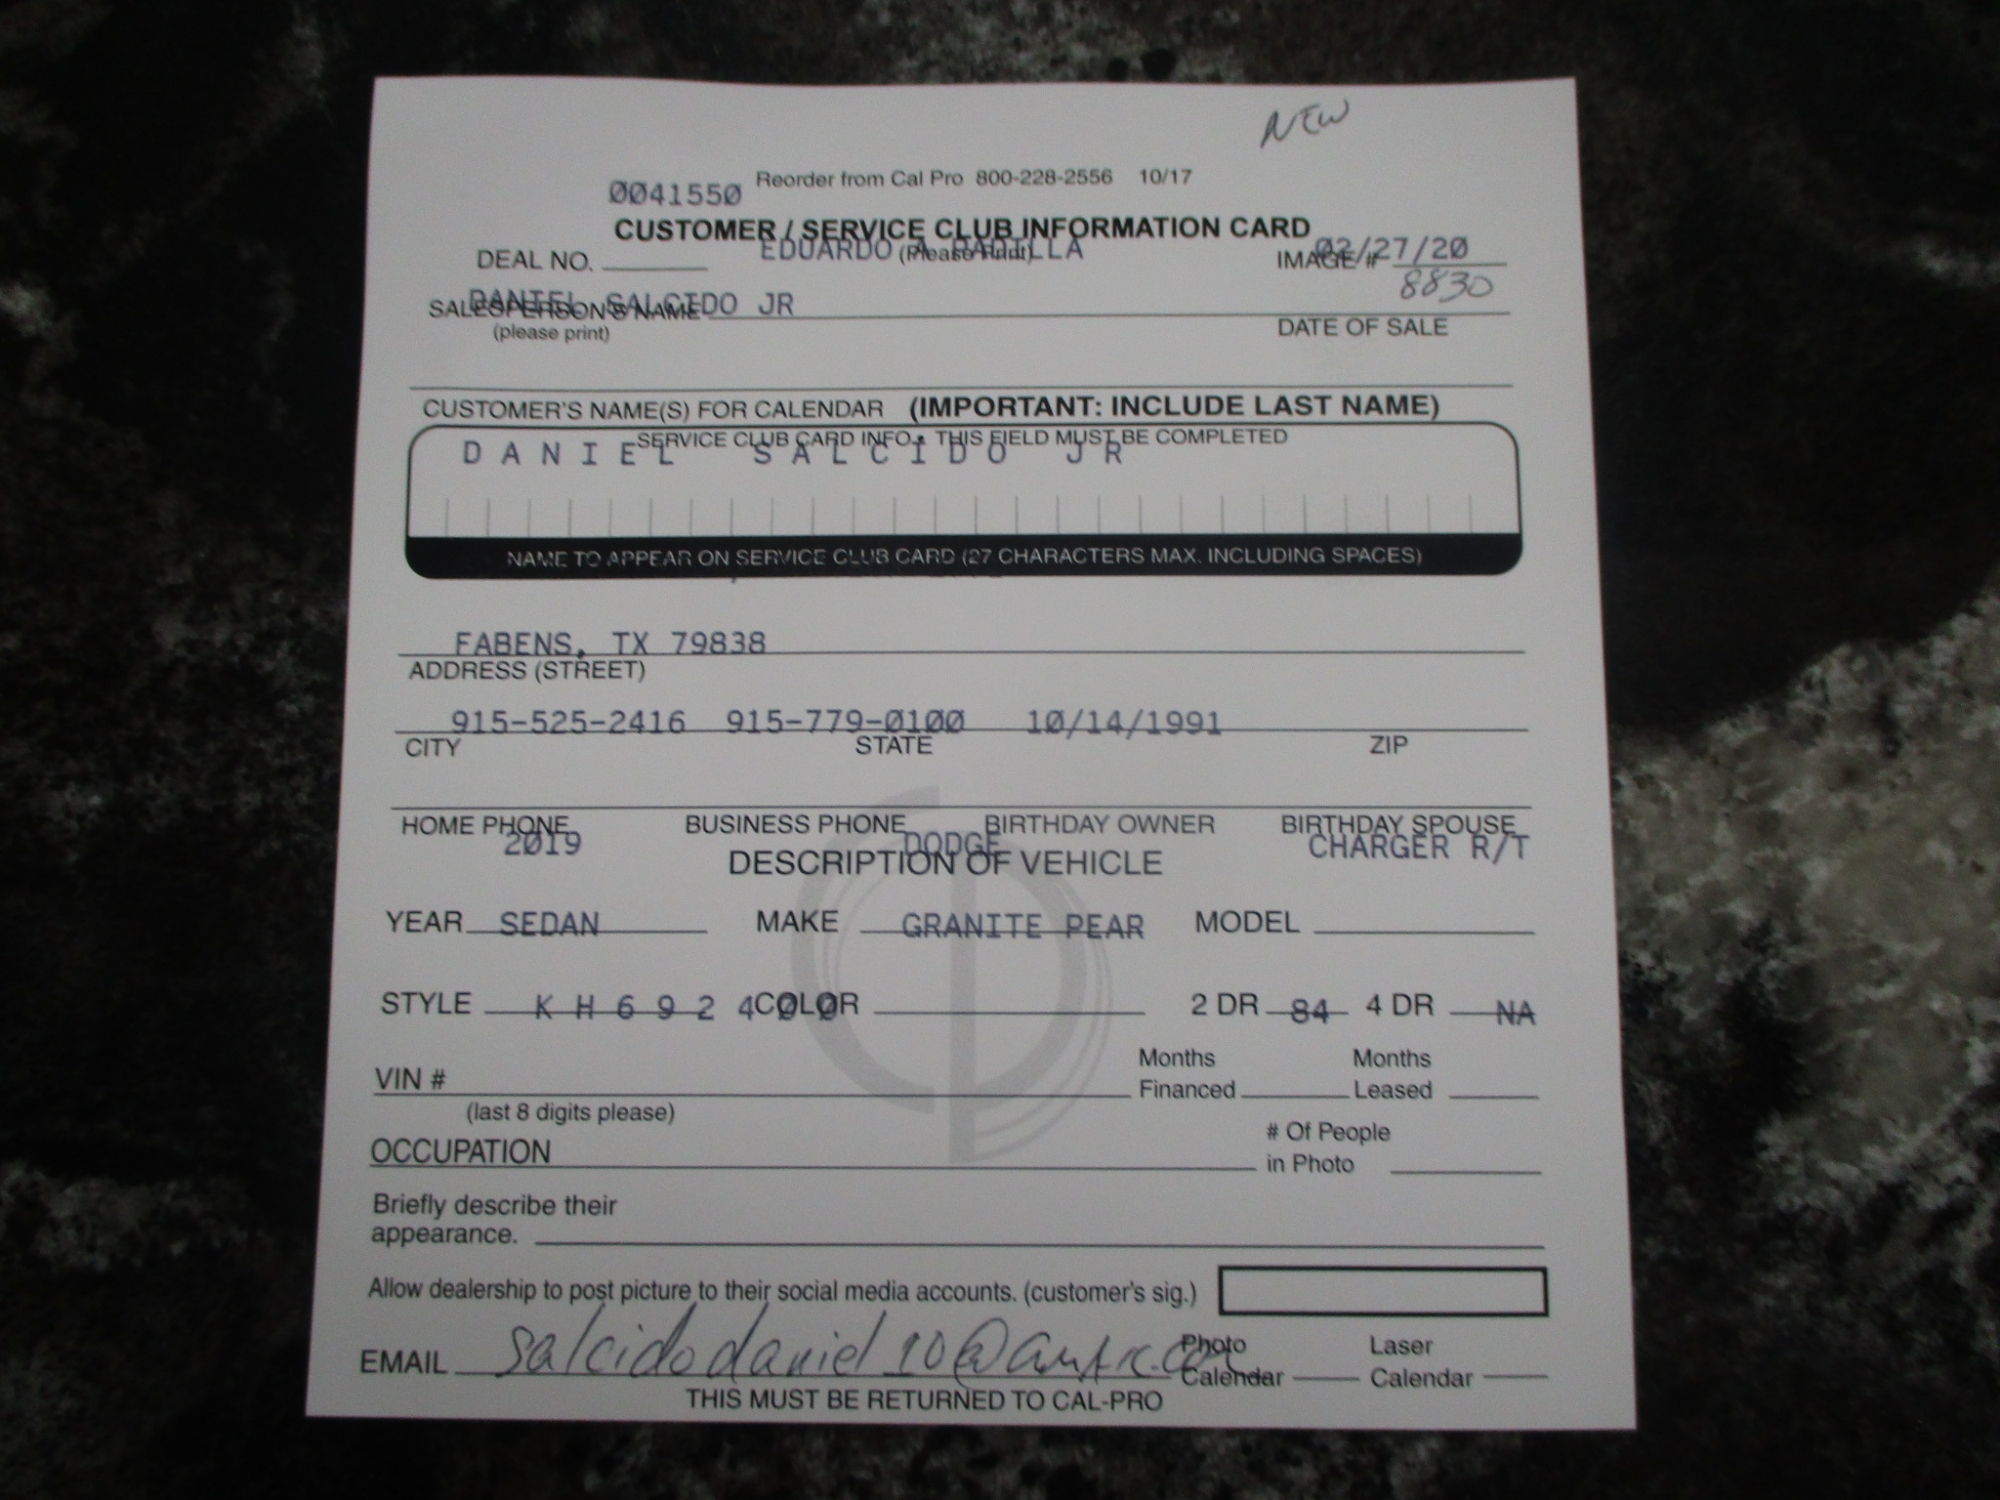 NEW
0041550 Reorder from Cal Pro 800-228-2556 10/17
CUSTOMER / SERVICE CLUB INFORMATION CARD
EDUARDO A PADILLA 02/27/20
DEAL NO. (Please Print) IMAGE # 8830
DANIEL SALCIDO JR
SALESPERSON'S NAME
(please print) DATE OF SALE
CUSTOMER'S NAME(S) FOR CALENDAR (IMPORTANT: INCLUDE LAST NAME)
SERVICE CLUB CARD INFO. THIS FIELD MUST BE COMPLETED
DANIEL SALCIDO JR
NAME TO APPEAR ON SERVICE CLUB CARD (27 CHARACTERS MAX. INCLUDING SPACES)
FABENS, TX 79838
ADDRESS (STREET)
915-525-2416 915-779-0100 10/14/1991
CITY STATE ZIP
HOME PHONE BUSINESS PHONE BIRTHDAY OWNER BIRTHDAY SPOUSE
2019 DODGE CHARGER R/T
DESCRIPTION OF VEHICLE
YEAR SEDAN MAKE GRANITE PEAR MODEL
STYLE KH692400 COLOR 2 DR 84 4 DR NA
VIN # Months Financed Months Leased
(last 8 digits please)
OCCUPATION # Of People in Photo
Briefly describe their
appearance.
Allow dealership to post picture to their social media accounts. (customer's sig.)
EMAIL salcidodaniel10@ Photo Calendar Laser Calendar
THIS MUST BE RETURNED TO CAL-PRO